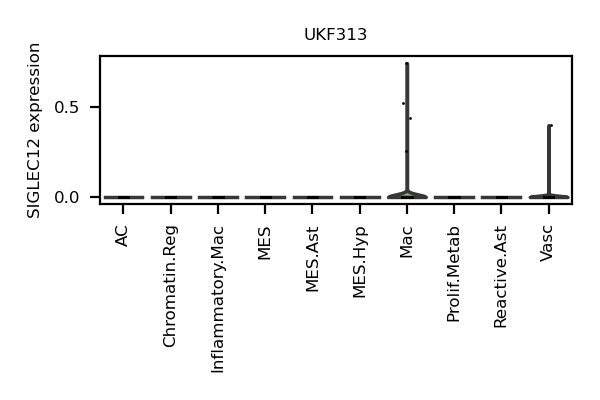 UKF313
SIGLEC12 expression
0.5
0.0
AC
Chromatin.Reg
Inflammatory.Mac
MES
MES.Ast
MES.Hyp
Mac
Prolif.Metab
Reactive.Ast
Vasc